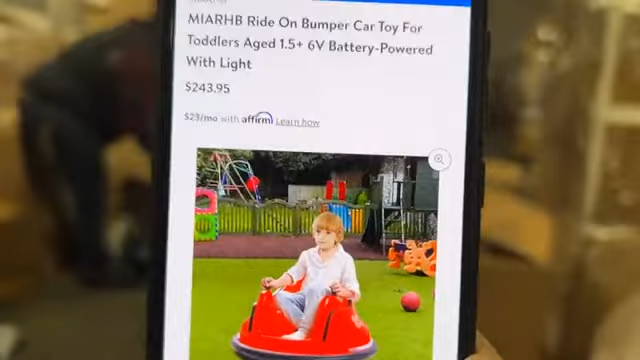 MIARHB Ride On Bumper Car Toy For
Toddlers Aged 1.5+ 6V Battery-Powered
With Light
$243.95
$23/mo with affirm Learn how